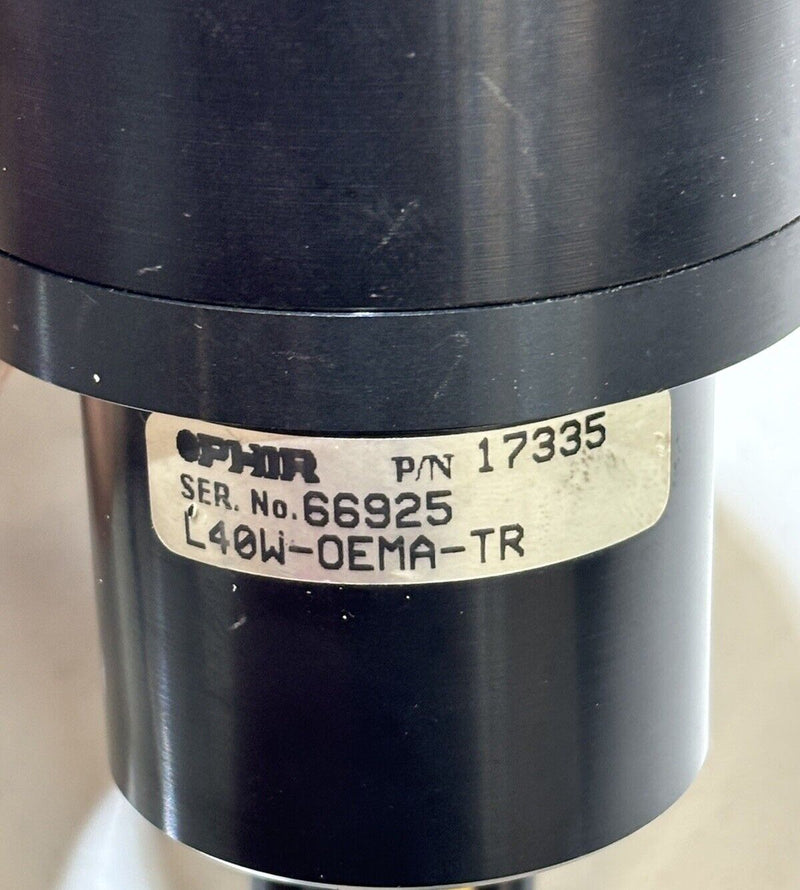 OPHIR P/N 17335
SER. No. 66925
L40W-OEMA-TR